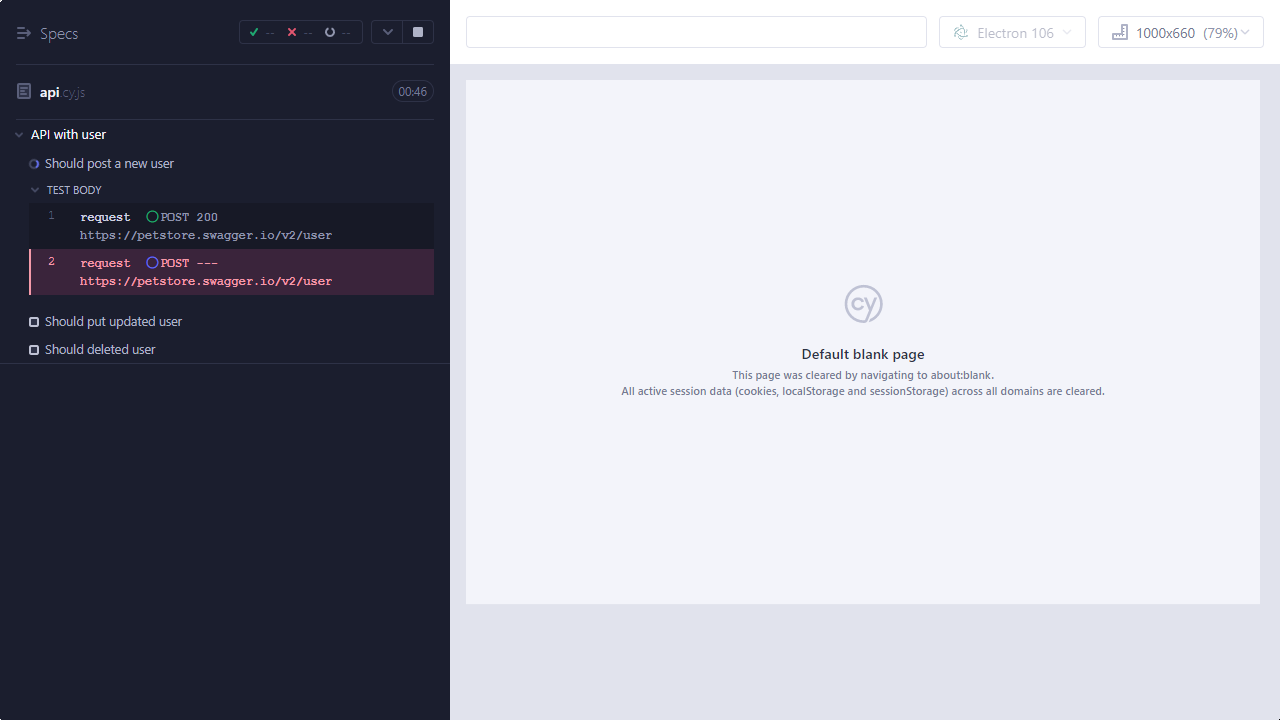 Specs
-- -- --
api.cy.js
00:46
API with user
Should post a new user
TEST BODY
1 request POST 200
https://petstore.swagger.io/v2/user
2 request POST ---
https://petstore.swagger.io/v2/user
Should put updated user
Should deleted user
Electron 106
1000x660 (79%)
cy
Default blank page
This page was cleared by navigating to about:blank.
All active session data (cookies, localStorage and sessionStorage) across all domains are cleared.